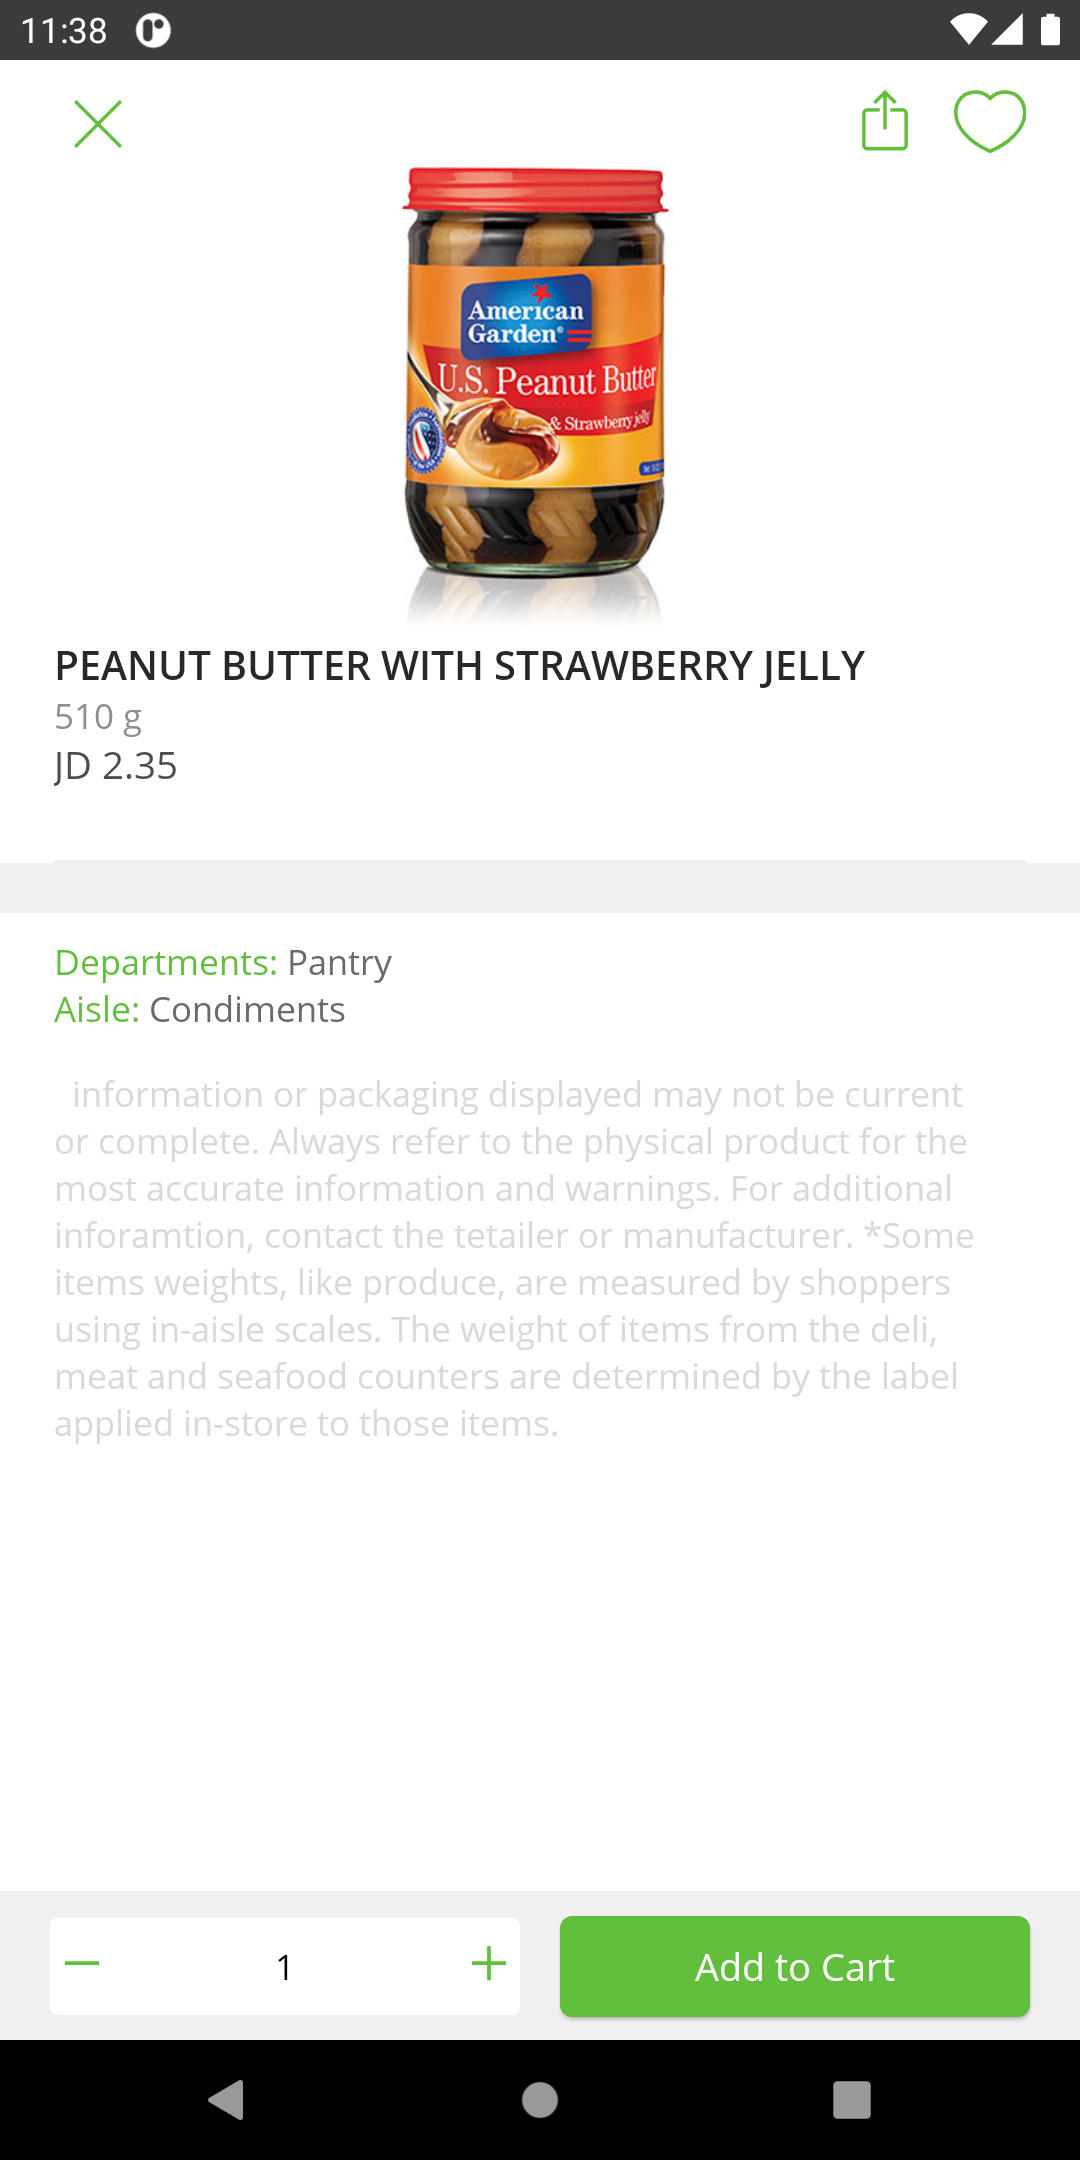 11:38
American
Garden®
U.S. Peanut Butter
& Strawberry jelly
PEANUT BUTTER WITH STRAWBERRY JELLY
510 g
JD 2.35
Departments: Pantry
Aisle: Condiments
information or packaging displayed may not be current
or complete. Always refer to the physical product for the
most accurate information and warnings. For additional
inforamtion, contact the tetailer or manufacturer. *Some
items weights, like produce, are measured by shoppers
using in-aisle scales. The weight of items from the deli,
meat and seafood counters are determined by the label
applied in-store to those items.
1
Add to Cart